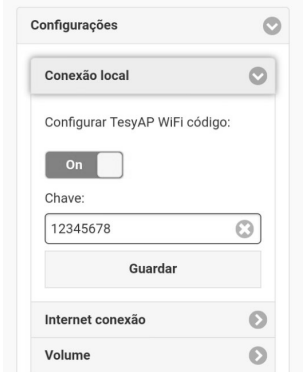 Configurações
Conexão local
Configurar TesyAP WiFi código:
On
Chave:
12345678
Guardar
Internet conexão
Volume